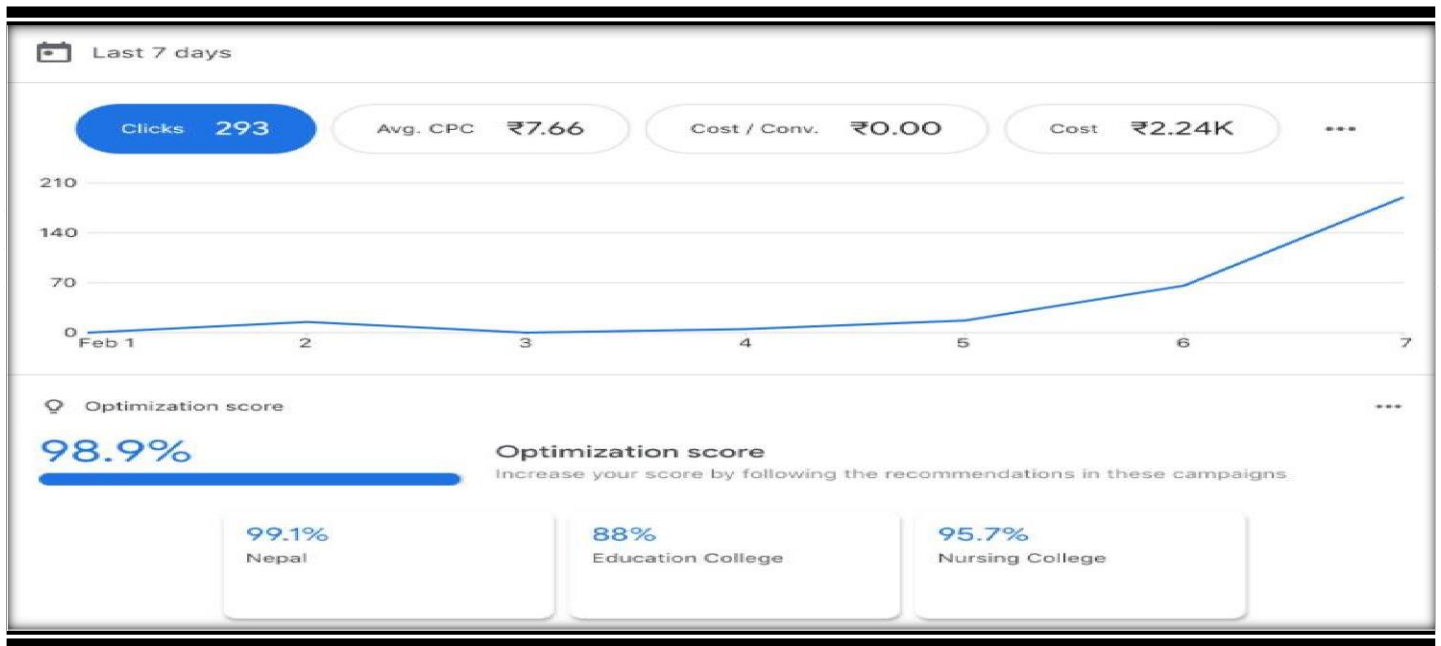 Last 7 days
Clicks 293 Avg. CPC ₹7.66 Cost / Conv. ₹0.00 Cost ₹2.24K
210
140
70
0
Feb 1 2 3 4 5 6 7
Optimization score
98.9%
Optimization score
Increase your score by following the recommendations in these campaigns
99.1% 88% 95.7%
Nepal Education College Nursing College